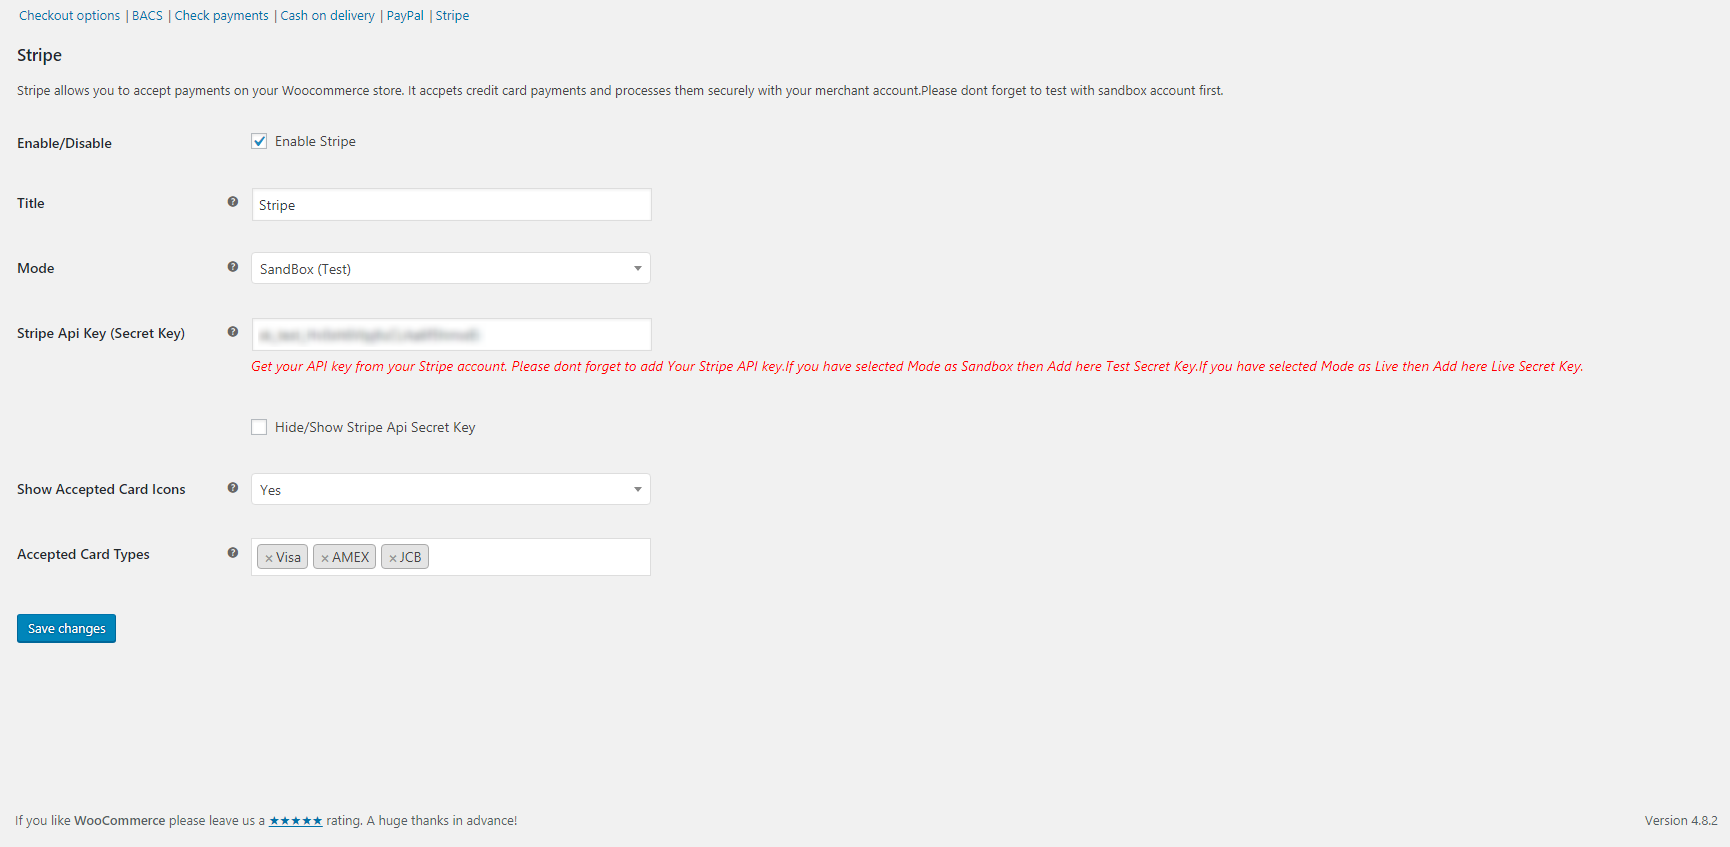 Checkout options | BACS | Check payments | Cash on delivery | PayPal | Stripe
Stripe
Stripe allows you to accept payments on your Woocommerce store. It accpets credit card payments and processes them securely with your merchant account.Please dont forget to test with sandbox account first.
Enable/Disable
Enable Stripe
Title
Stripe
Mode
SandBox (Test)
Stripe Api Key (Secret Key)
Get your API key from your Stripe account. Please dont forget to add Your Stripe API key.If you have selected Mode as Sandbox then Add here Test Secret Key.If you have selected Mode as Live then Add here Live Secret Key.
Hide/Show Stripe Api Secret Key
Show Accepted Card Icons
Yes
Accepted Card Types
× Visa × AMEX × JCB
Save changes
If you like WooCommerce please leave us a ★★★★★ rating. A huge thanks in advance!
Version 4.8.2